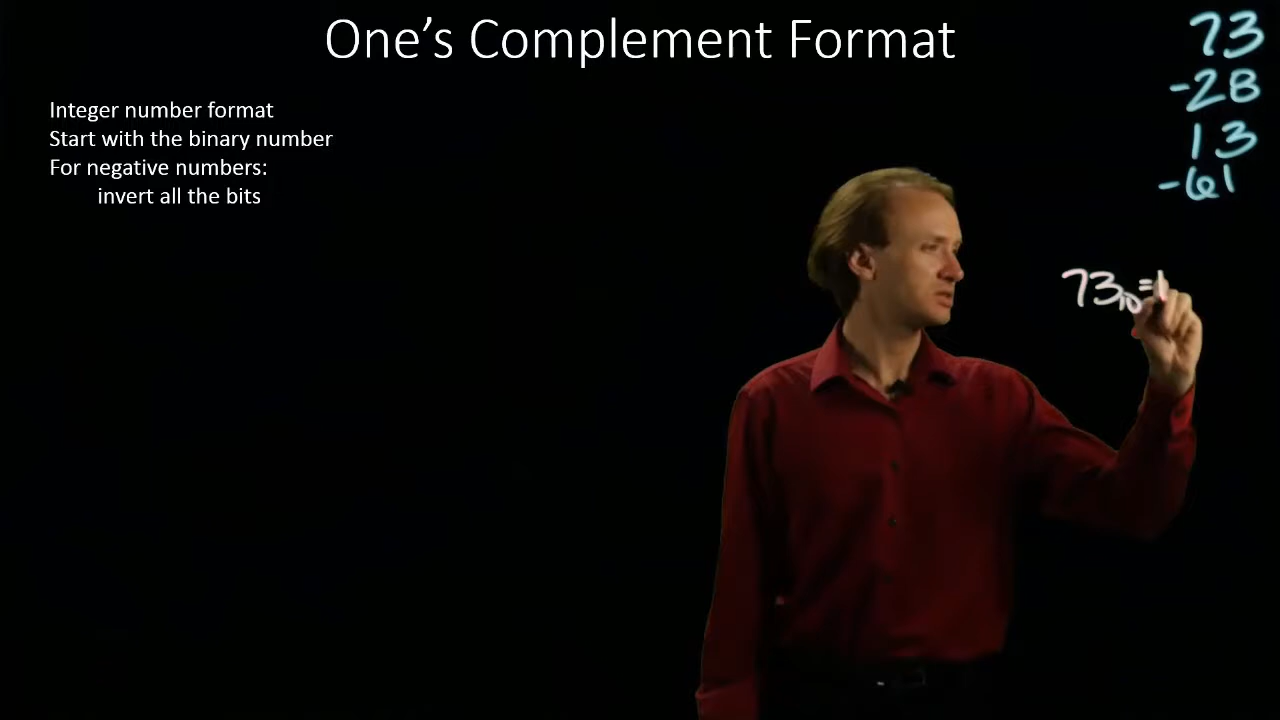 One’s Complement Format
Integer number format
Start with the binary number
For negative numbers:
invert all the bits
73
-28
13
-61
73₁₀=1